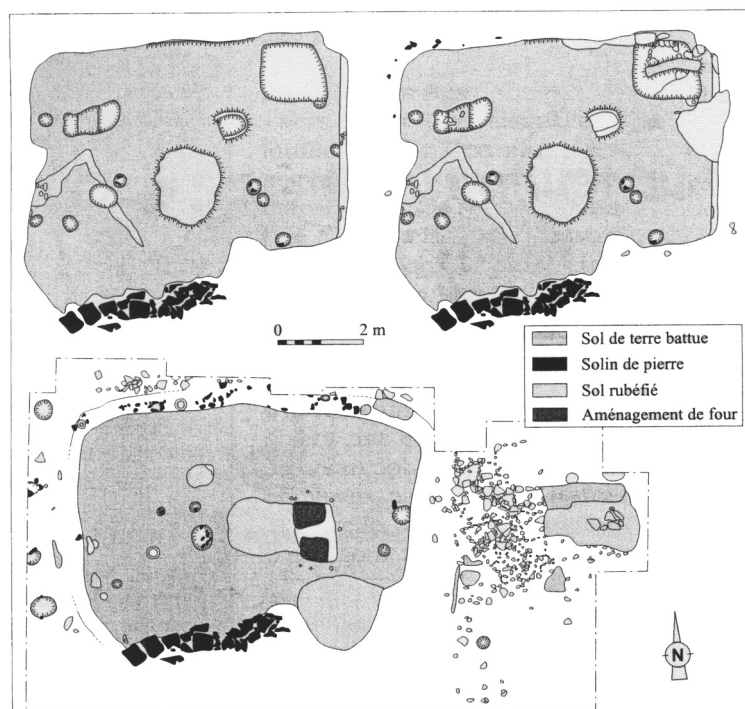 0 2 m
Sol de terre battue
Solin de pierre
Sol rubéfié
Aménagement de four
N